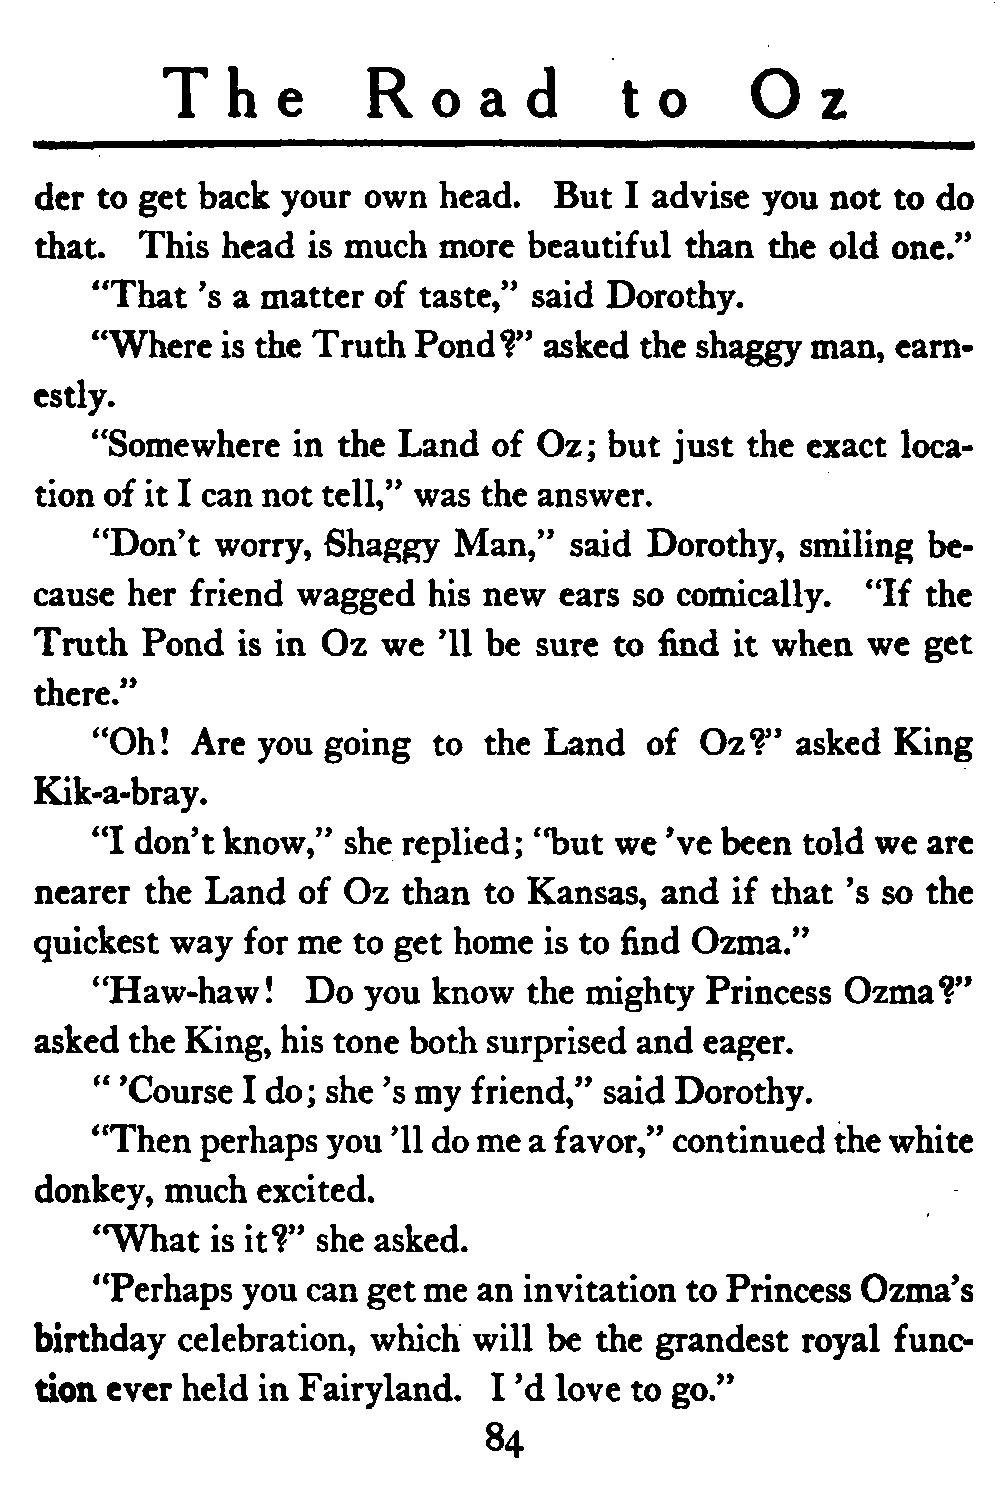 The Road to Oz
der to get back your own head. But I advise you not to do
that. This head is much more beautiful than the old one.”
“That ’s a matter of taste,” said Dorothy.
“Where is the Truth Pond?” asked the shaggy man, earn-
estly.
“Somewhere in the Land of Oz; but just the exact loca-
tion of it I can not tell,” was the answer.
“Don’t worry, Shaggy Man,” said Dorothy, smiling be-
cause her friend wagged his new ears so comically. “If the
Truth Pond is in Oz we ’ll be sure to find it when we get
there.”
“Oh! Are you going to the Land of Oz?” asked King
Kik-a-bray.
“I don’t know,” she replied; “but we ’ve been told we are
nearer the Land of Oz than to Kansas, and if that ’s so the
quickest way for me to get home is to find Ozma.”
“Haw-haw! Do you know the mighty Princess Ozma?”
asked the King, his tone both surprised and eager.
“ ’Course I do; she ’s my friend,” said Dorothy.
“Then perhaps you ’ll do me a favor,” continued the white
donkey, much excited.
“What is it?” she asked.
“Perhaps you can get me an invitation to Princess Ozma’s
birthday celebration, which will be the grandest royal func-
tion ever held in Fairyland. I ’d love to go.”
84